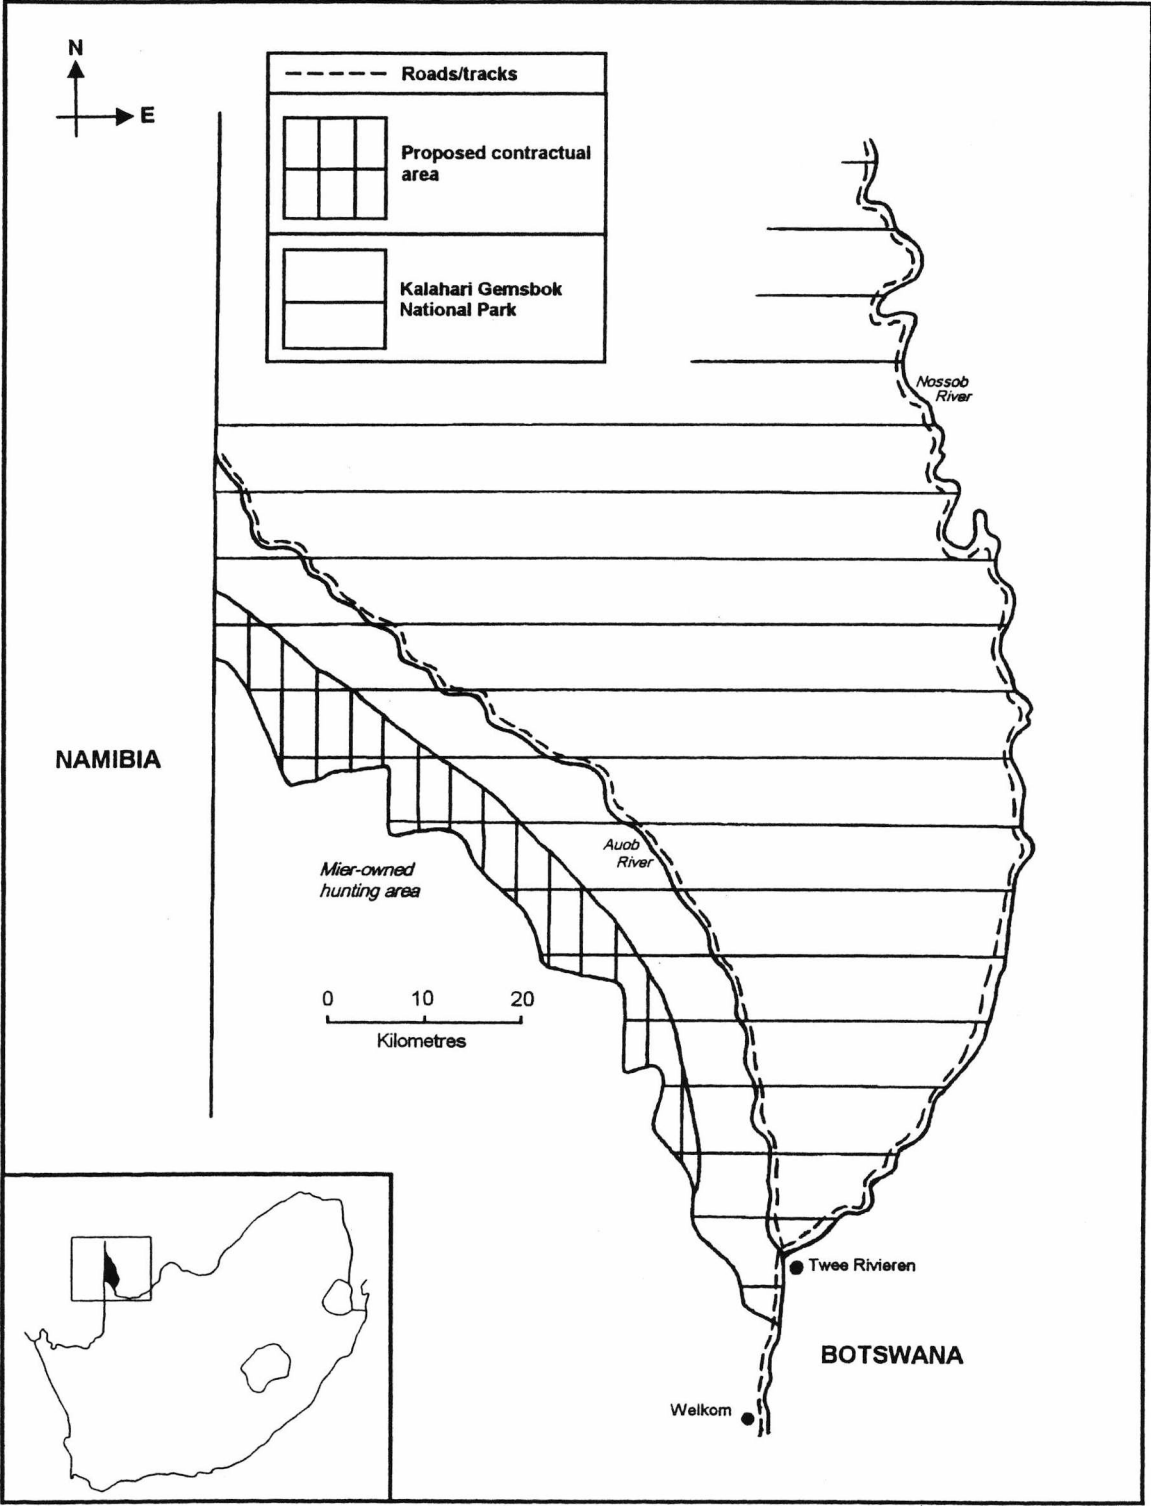 N
E
Roads/tracks
Proposed contractual
area
Kalahari Gemsbok
National Park
Nossob
River
NAMIBIA
Auob
River
Mier-owned
hunting area
0 10 20
Kilometres
Twee Rivieren
BOTSWANA
Welkom